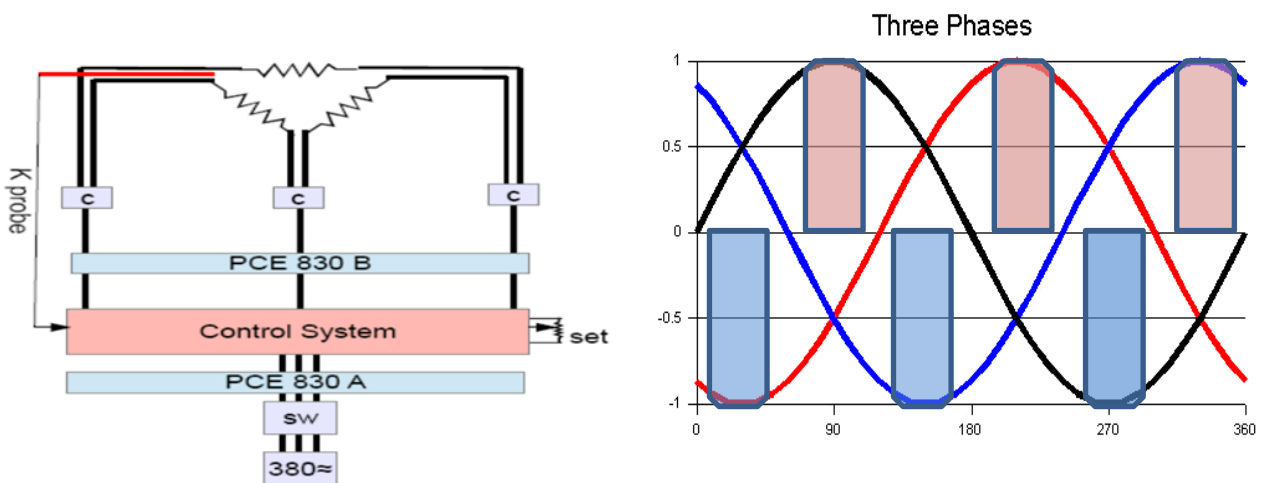 K probe
c
c
c
PCE 830 B
Control System
set
PCE 830 A
sw
380≈
Three Phases
1
0.5
0
-0.5
-1
0
90
180
270
360